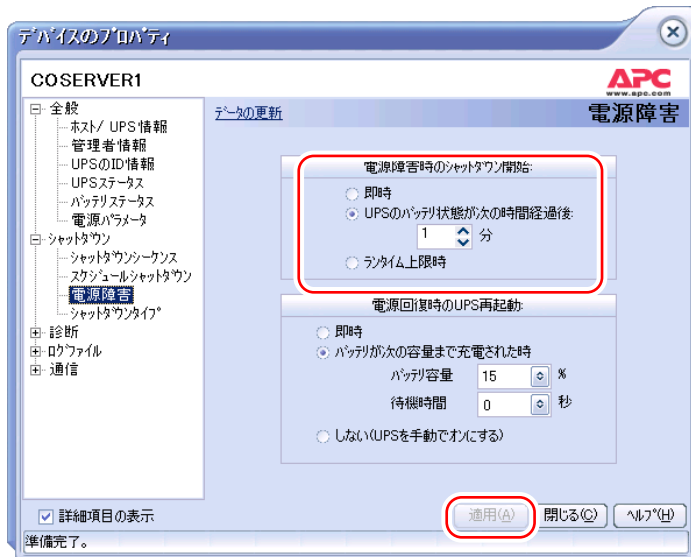 デバイスのプロパティ
COSERVER1
APC
www.apc.com
全般
ホスト/ UPS情報
管理者情報
UPSのID情報
UPSステータス
バッテリステータス
電源パラメータ
シャットダウン
シャットダウンシーケンス
スケジュールシャットダウン
電源障害
シャットダウンタイプ
診断
ログファイル
通信
データの更新
電源障害
電源障害時のシャットダウン開始:
即時
UPSのバッテリ状態が次の時間経過後:
1 分
ランタイム上限時
電源回復時のUPS再起動:
即時
バッテリが次の容量まで充電された時
バッテリ容量 15 %
待機時間 0 秒
しない(UPSを手動でオンにする)
詳細項目の表示
適用(A) 閉じる(C) ヘルプ(H)
準備完了。